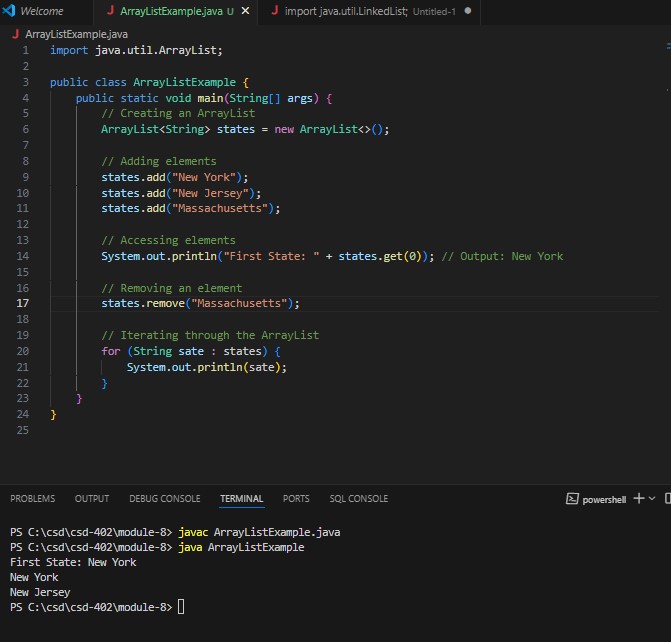 Welcome
ArrayListExample.java U
import java.util.LinkedList; Untitled-1
ArrayListExample.java
1 import java.util.ArrayList;
2
3 public class ArrayListExample {
4 public static void main(String[] args) {
5 // Creating an ArrayList
6 ArrayList<String> states = new ArrayList<>();
7
8 // Adding elements
9 states.add("New York");
10 states.add("New Jersey");
11 states.add("Massachusetts");
12
13 // Accessing elements
14 System.out.println("First State: " + states.get(0)); // Output: New York
15
16 // Removing an element
17 states.remove("Massachusetts");
18
19 // Iterating through the ArrayList
20 for (String sate : states) {
21 System.out.println(sate);
22 }
23 }
24 }
25
PROBLEMS OUTPUT DEBUG CONSOLE TERMINAL PORTS SQL CONSOLE powershell
PS C:\csd\csd-402\module-8> javac ArrayListExample.java
PS C:\csd\csd-402\module-8> java ArrayListExample
First State: New York
New York
New Jersey
PS C:\csd\csd-402\module-8>